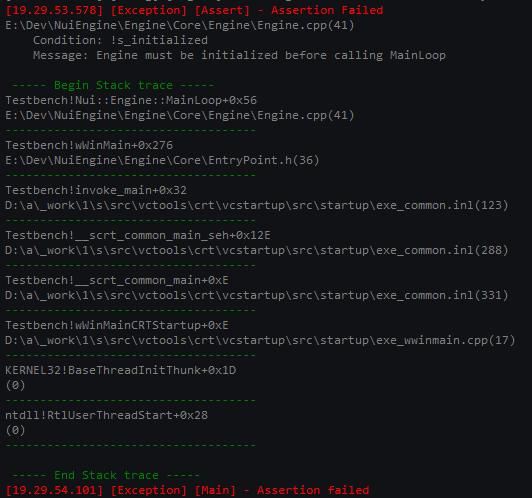 [19.29.53.578] [Exception] [Assert] - Assertion Failed
E:\Dev\NuiEngine\Engine\Core\Engine\Engine.cpp(41)
    Condition: !s_initialized
    Message: Engine must be initialized before calling MainLoop
 ----- Begin Stack trace -----
Testbench!Nui::Engine::MainLoop+0x56
E:\Dev\NuiEngine\Engine\Core\Engine\Engine.cpp(41)
------------------------------------
Testbench!wWinMain+0x276
E:\Dev\NuiEngine\Engine\Core\EntryPoint.h(36)
------------------------------------
Testbench!invoke_main+0x32
D:\a\_work\1\s\src\vctools\crt\vcstartup\src\startup\exe_common.inl(123)
------------------------------------
Testbench!__scrt_common_main_seh+0x12E
D:\a\_work\1\s\src\vctools\crt\vcstartup\src\startup\exe_common.inl(288)
------------------------------------
Testbench!__scrt_common_main+0xE
D:\a\_work\1\s\src\vctools\crt\vcstartup\src\startup\exe_common.inl(331)
------------------------------------
Testbench!wWinMainCRTStartup+0xE
D:\a\_work\1\s\src\vctools\crt\vcstartup\src\startup\exe_wwinmain.cpp(17)
------------------------------------
KERNEL32!BaseThreadInitThunk+0x1D
(0)
------------------------------------
ntdll!RtlUserThreadStart+0x28
(0)
------------------------------------
 ----- End Stack trace -----
[19.29.54.101] [Exception] [Main] - Assertion failed